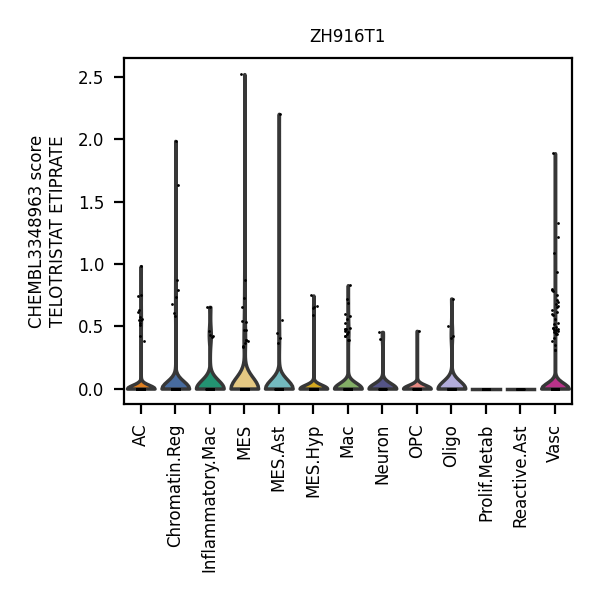 ZH916T1
CHEMBL3348963 score
TELOTRISTAT ETIPRATE
2.5
2.0
1.5
1.0
0.5
0.0
AC
Chromatin.Reg
Inflammatory.Mac
MES
MES.Ast
MES.Hyp
Mac
Neuron
OPC
Oligo
Prolif.Metab
Reactive.Ast
Vasc